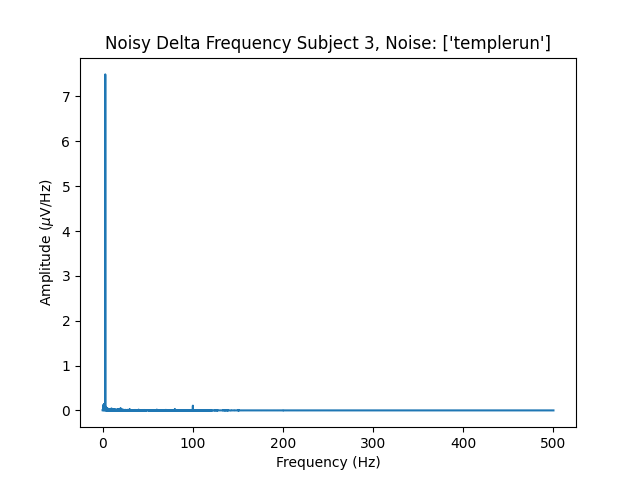 Noisy Delta Frequency Subject 3, Noise: ['templerun']
Amplitude (μV/Hz)
7
6
5
4
3
2
1
0
0 100 200 300 400 500
Frequency (Hz)